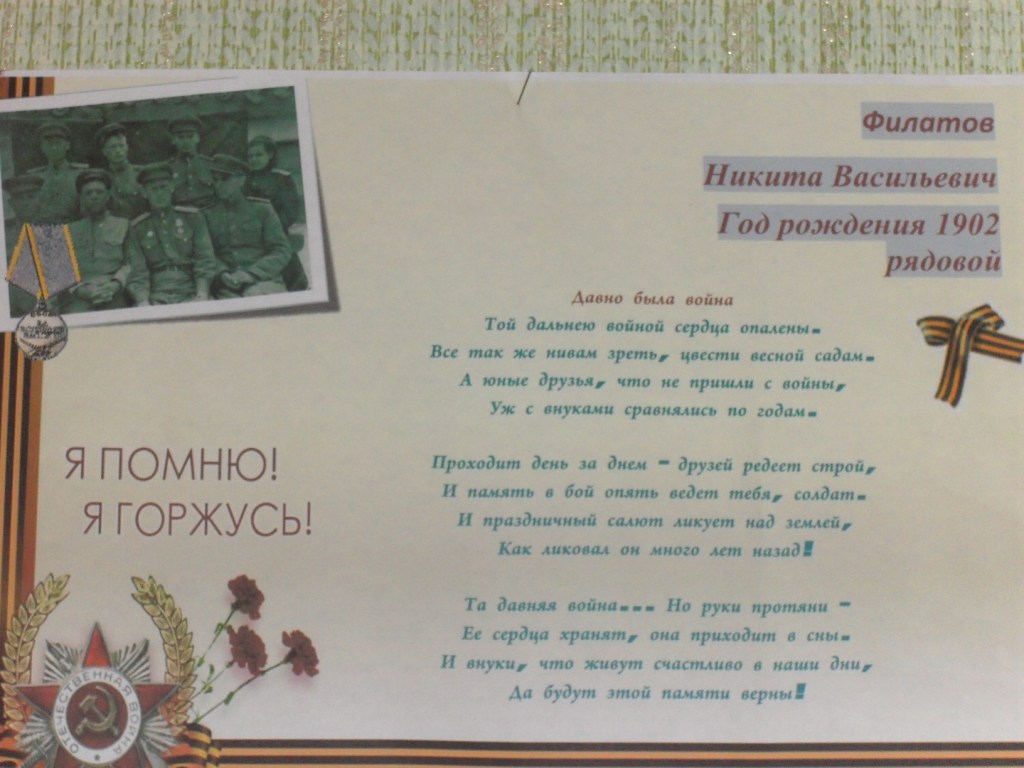 Филатов
Никита Васильевич
Год рождения 1902
рядовой
Давно была война
Той дальнею войной сердца опалены.
Все так же нивам зреть, цвести весной садам.
А юные друзья, что не пришли с войны,
Уж с внуками сравнялись по годам.
Проходит день за днем - друзей редеет строй,
И память в бой опять ведет тебя, солдат.
И праздничный салют ликует над землей,
Как ликовал он много лет назад!
Та давняя война... Но руки протяни -
Ее сердца хранят, она приходит в сны.
И внуки, что живут счастливо в наши дни,
Да будут этой памяти верны!
Я ПОМНЮ!
Я ГОРЖУСЬ!
ОТЕЧЕСТВЕННАЯ ВОЙНА